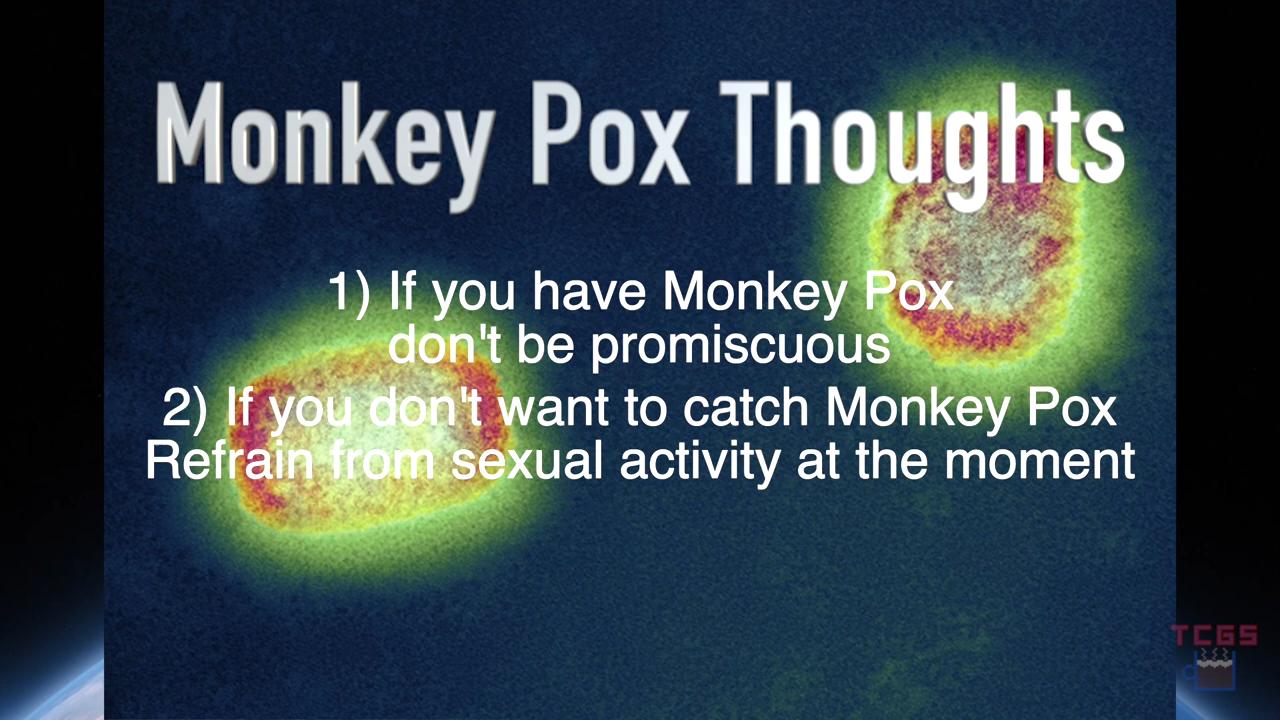 Monkey Pox Thoughts
1) If you have Monkey Pox
don't be promiscuous
2) If you don't want to catch Monkey Pox
Refrain from sexual activity at the moment
TCGS